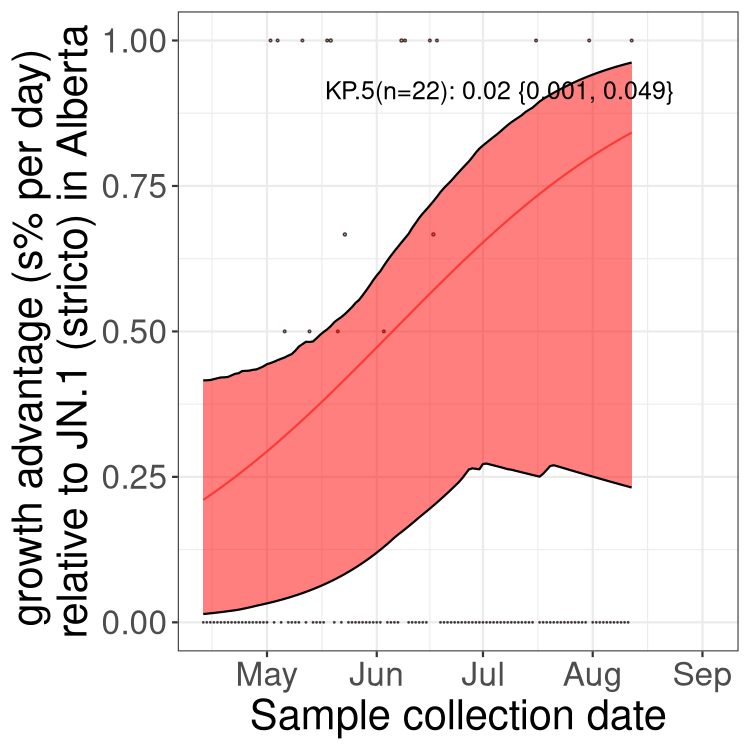 growth advantage (s% per day)
relative to JN.1 (stricto) in Alberta
1.00
0.75
0.50
0.25
0.00
KP.5(n=22): 0.02 {0.001, 0.049}
May Jun Jul Aug Sep
Sample collection date